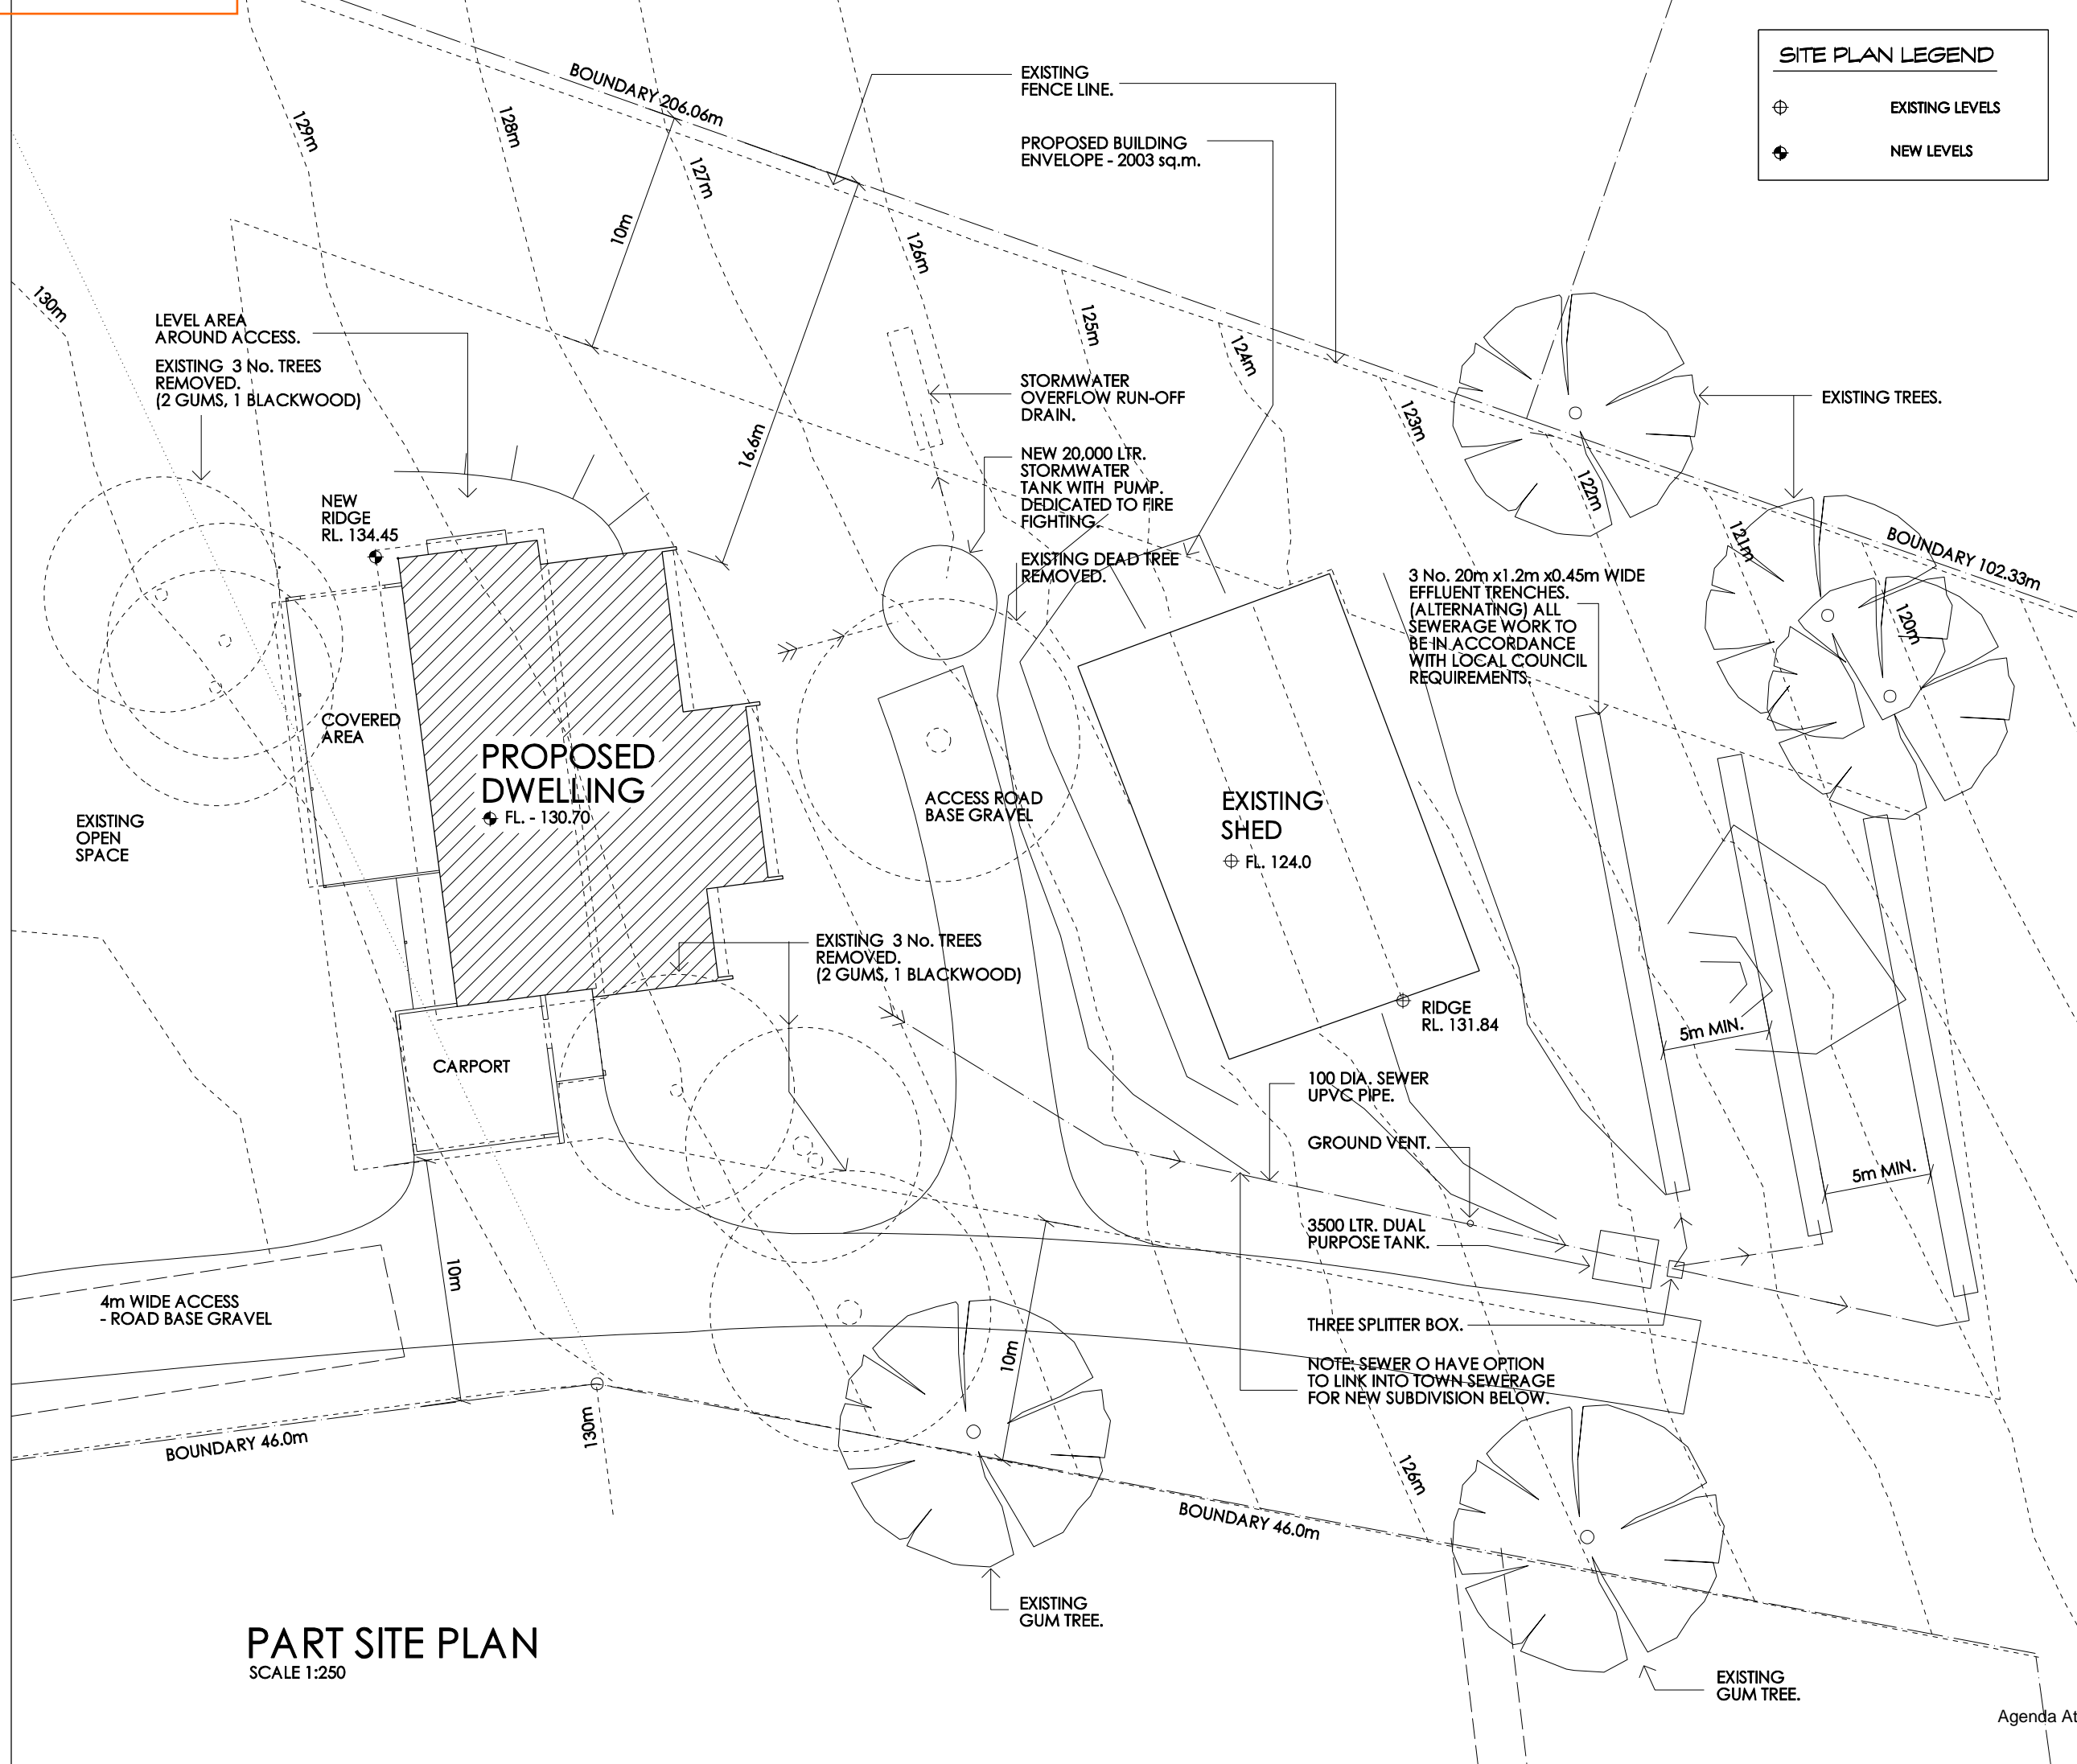 SITE PLAN LEGEND
EXISTING LEVELS
NEW LEVELS
BOUNDARY 206.06m
EXISTING
FENCE LINE.
PROPOSED BUILDING
ENVELOPE - 2003 sq.m.
129m
128m
127m
126m
125m
124m
123m
122m
121m
120m
130m
10m
16.6m
LEVEL AREA
AROUND ACCESS.
EXISTING 3 No. TREES
REMOVED.
(2 GUMS, 1 BLACKWOOD)
STORMWATER
OVERFLOW RUN-OFF
DRAIN.
EXISTING TREES.
NEW 20,000 LTR.
STORMWATER
TANK WITH PUMP.
DEDICATED TO FIRE
FIGHTING.
NEW
RIDGE
RL. 134.45
EXISTING DEAD TREE
REMOVED.
BOUNDARY 102.33m
3 No. 20m x1.2m x0.45m WIDE
EFFLUENT TRENCHES.
(ALTERNATING) ALL
SEWERAGE WORK TO
BE IN ACCORDANCE
WITH LOCAL COUNCIL
REQUIREMENTS.
COVERED
AREA
PROPOSED
DWELLING
FL. - 130.70
ACCESS ROAD
BASE GRAVEL
EXISTING
SHED
FL. 124.0
EXISTING
OPEN
SPACE
EXISTING 3 No. TREES
REMOVED.
(2 GUMS, 1 BLACKWOOD)
RIDGE
RL. 131.84
5m MIN.
CARPORT
100 DIA. SEWER
UPVC PIPE.
GROUND VENT.
5m MIN.
3500 LTR. DUAL
PURPOSE TANK.
10m
4m WIDE ACCESS
- ROAD BASE GRAVEL
THREE SPLITTER BOX.
10m
NOTE: SEWER O HAVE OPTION
TO LINK INTO TOWN SEWERAGE
FOR NEW SUBDIVISION BELOW.
BOUNDARY 46.0m
130m
126m
BOUNDARY 46.0m
EXISTING
GUM TREE.
PART SITE PLAN
SCALE 1:250
EXISTING
GUM TREE.
Agenda At